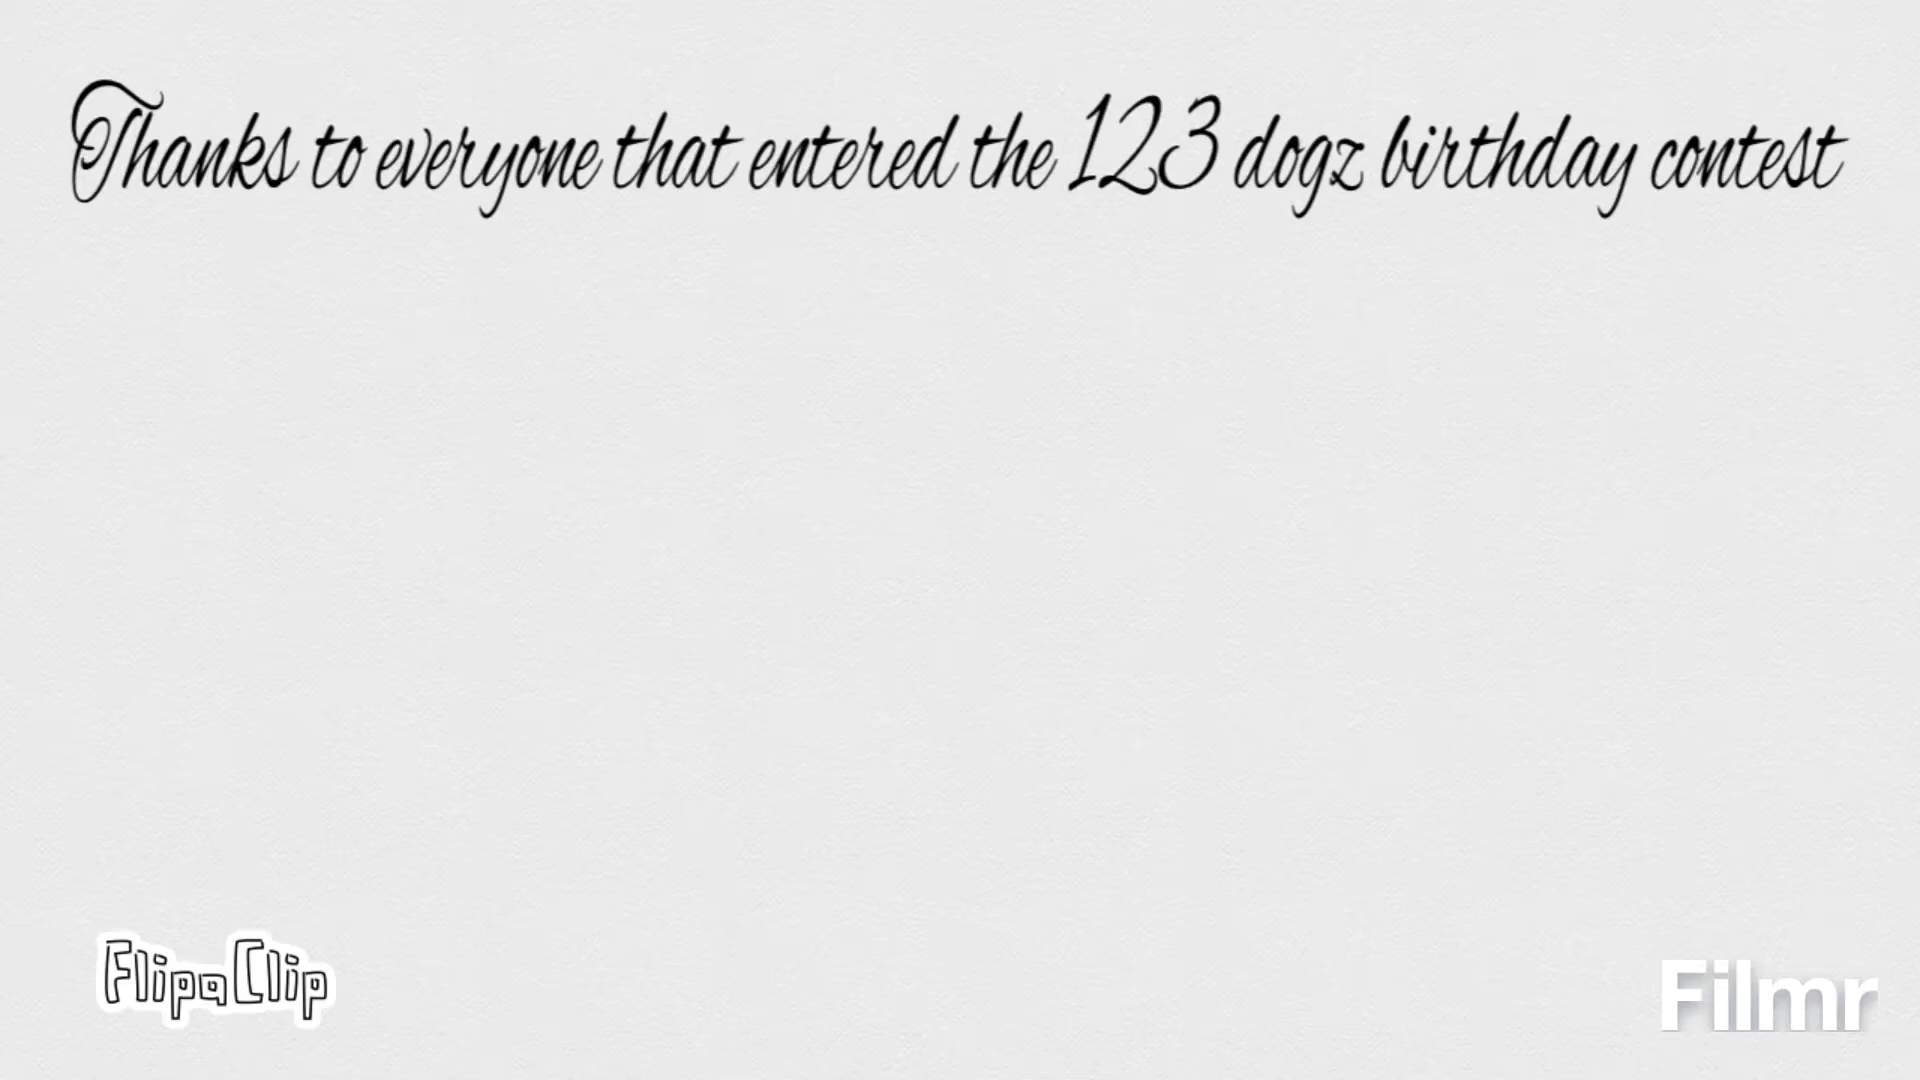 Thanks to everyone that entered the 123 dogz birthday contest
FlipaClip
Filmr